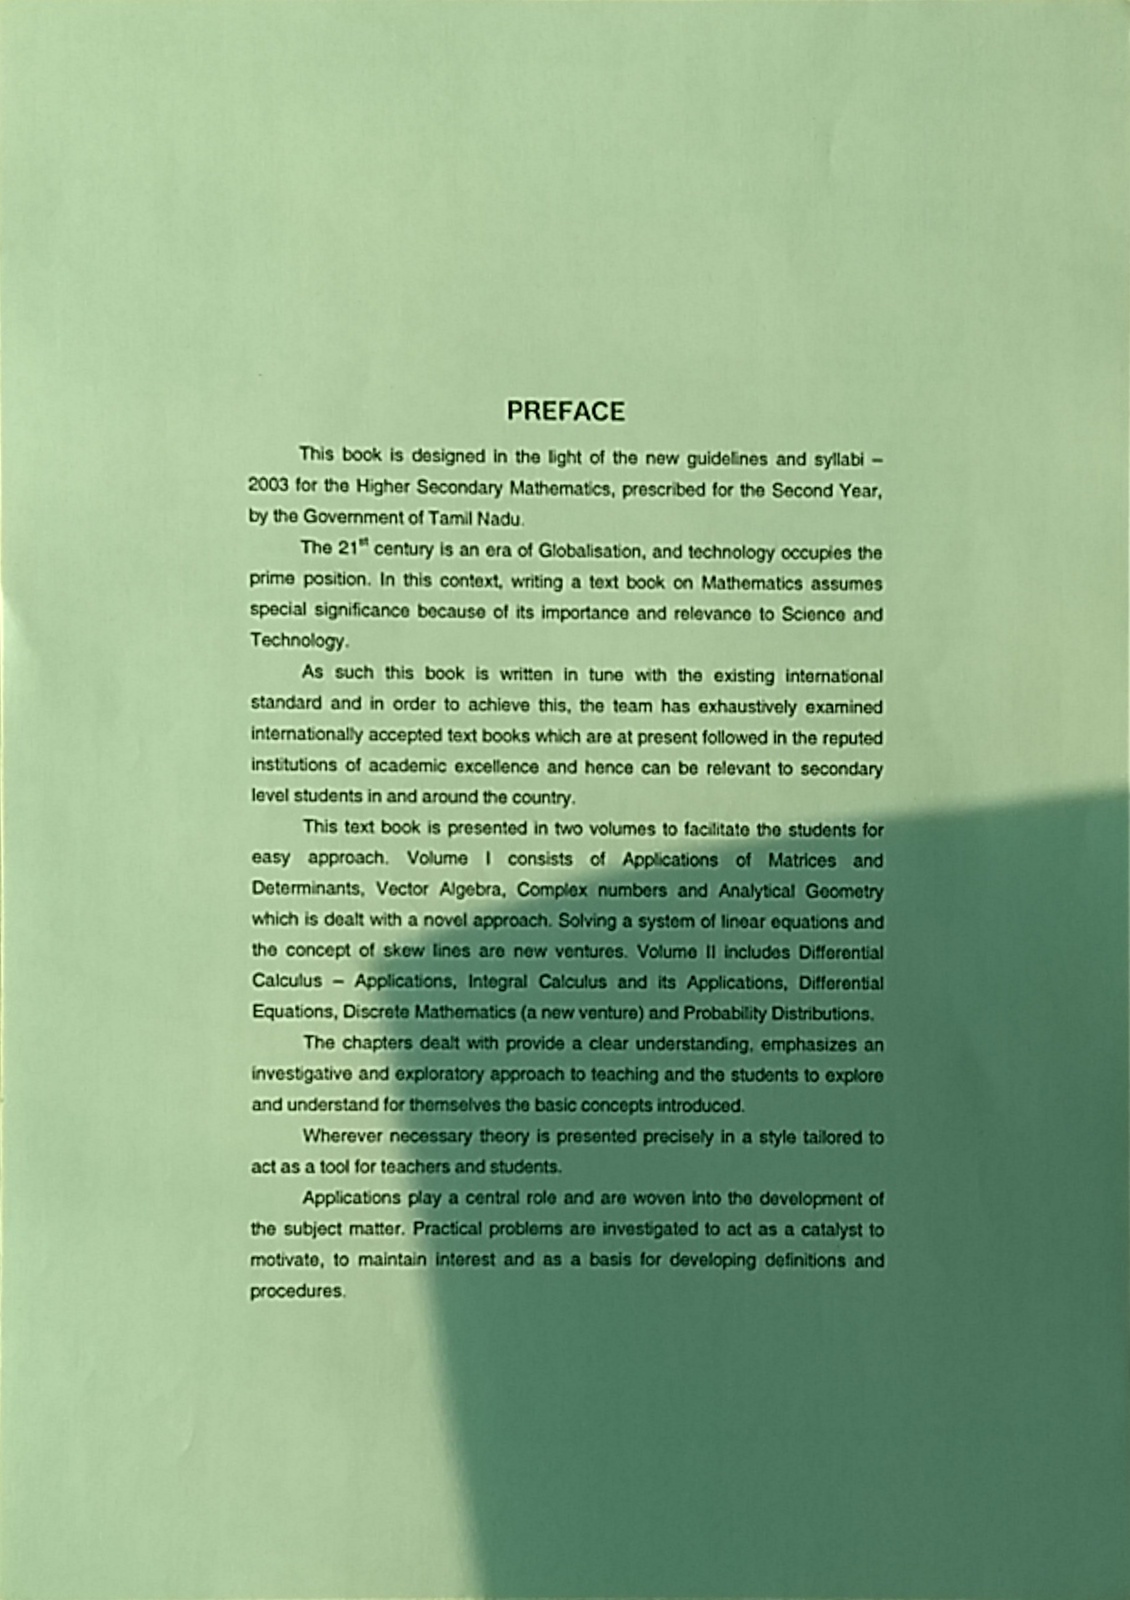 PREFACE
This book is designed in the light of the new guidelines and syllabi –
2003 for the Higher Secondary Mathematics, prescribed for the Second Year,
by the Government of Tamil Nadu.
The 21st century is an era of Globalisation, and technology occupies the
prime position. In this context, writing a text book on Mathematics assumes
special significance because of its importance and relevance to Science and
Technology.
As such this book is written in tune with the existing international
standard and in order to achieve this, the team has exhaustively examined
internationally accepted text books which are at present followed in the reputed
institutions of academic excellence and hence can be relevant to secondary
level students in and around the country.
This text book is presented in two volumes to facilitate the students for
easy approach. Volume I consists of Applications of Matrices and
Determinants, Vector Algebra, Complex numbers and Analytical Geometry
which is dealt with a novel approach. Solving a system of linear equations and
the concept of skew lines are new ventures. Volume II includes Differential
Calculus – Applications, Integral Calculus and its Applications, Differential
Equations, Discrete Mathematics (a new venture) and Probability Distributions.
The chapters dealt with provide a clear understanding, emphasizes an
investigative and exploratory approach to teaching and the students to explore
and understand for themselves the basic concepts introduced.
Wherever necessary theory is presented precisely in a style tailored to
act as a tool for teachers and students.
Applications play a central role and are woven into the development of
the subject matter. Practical problems are investigated to act as a catalyst to
motivate, to maintain interest and as a basis for developing definitions and
procedures.